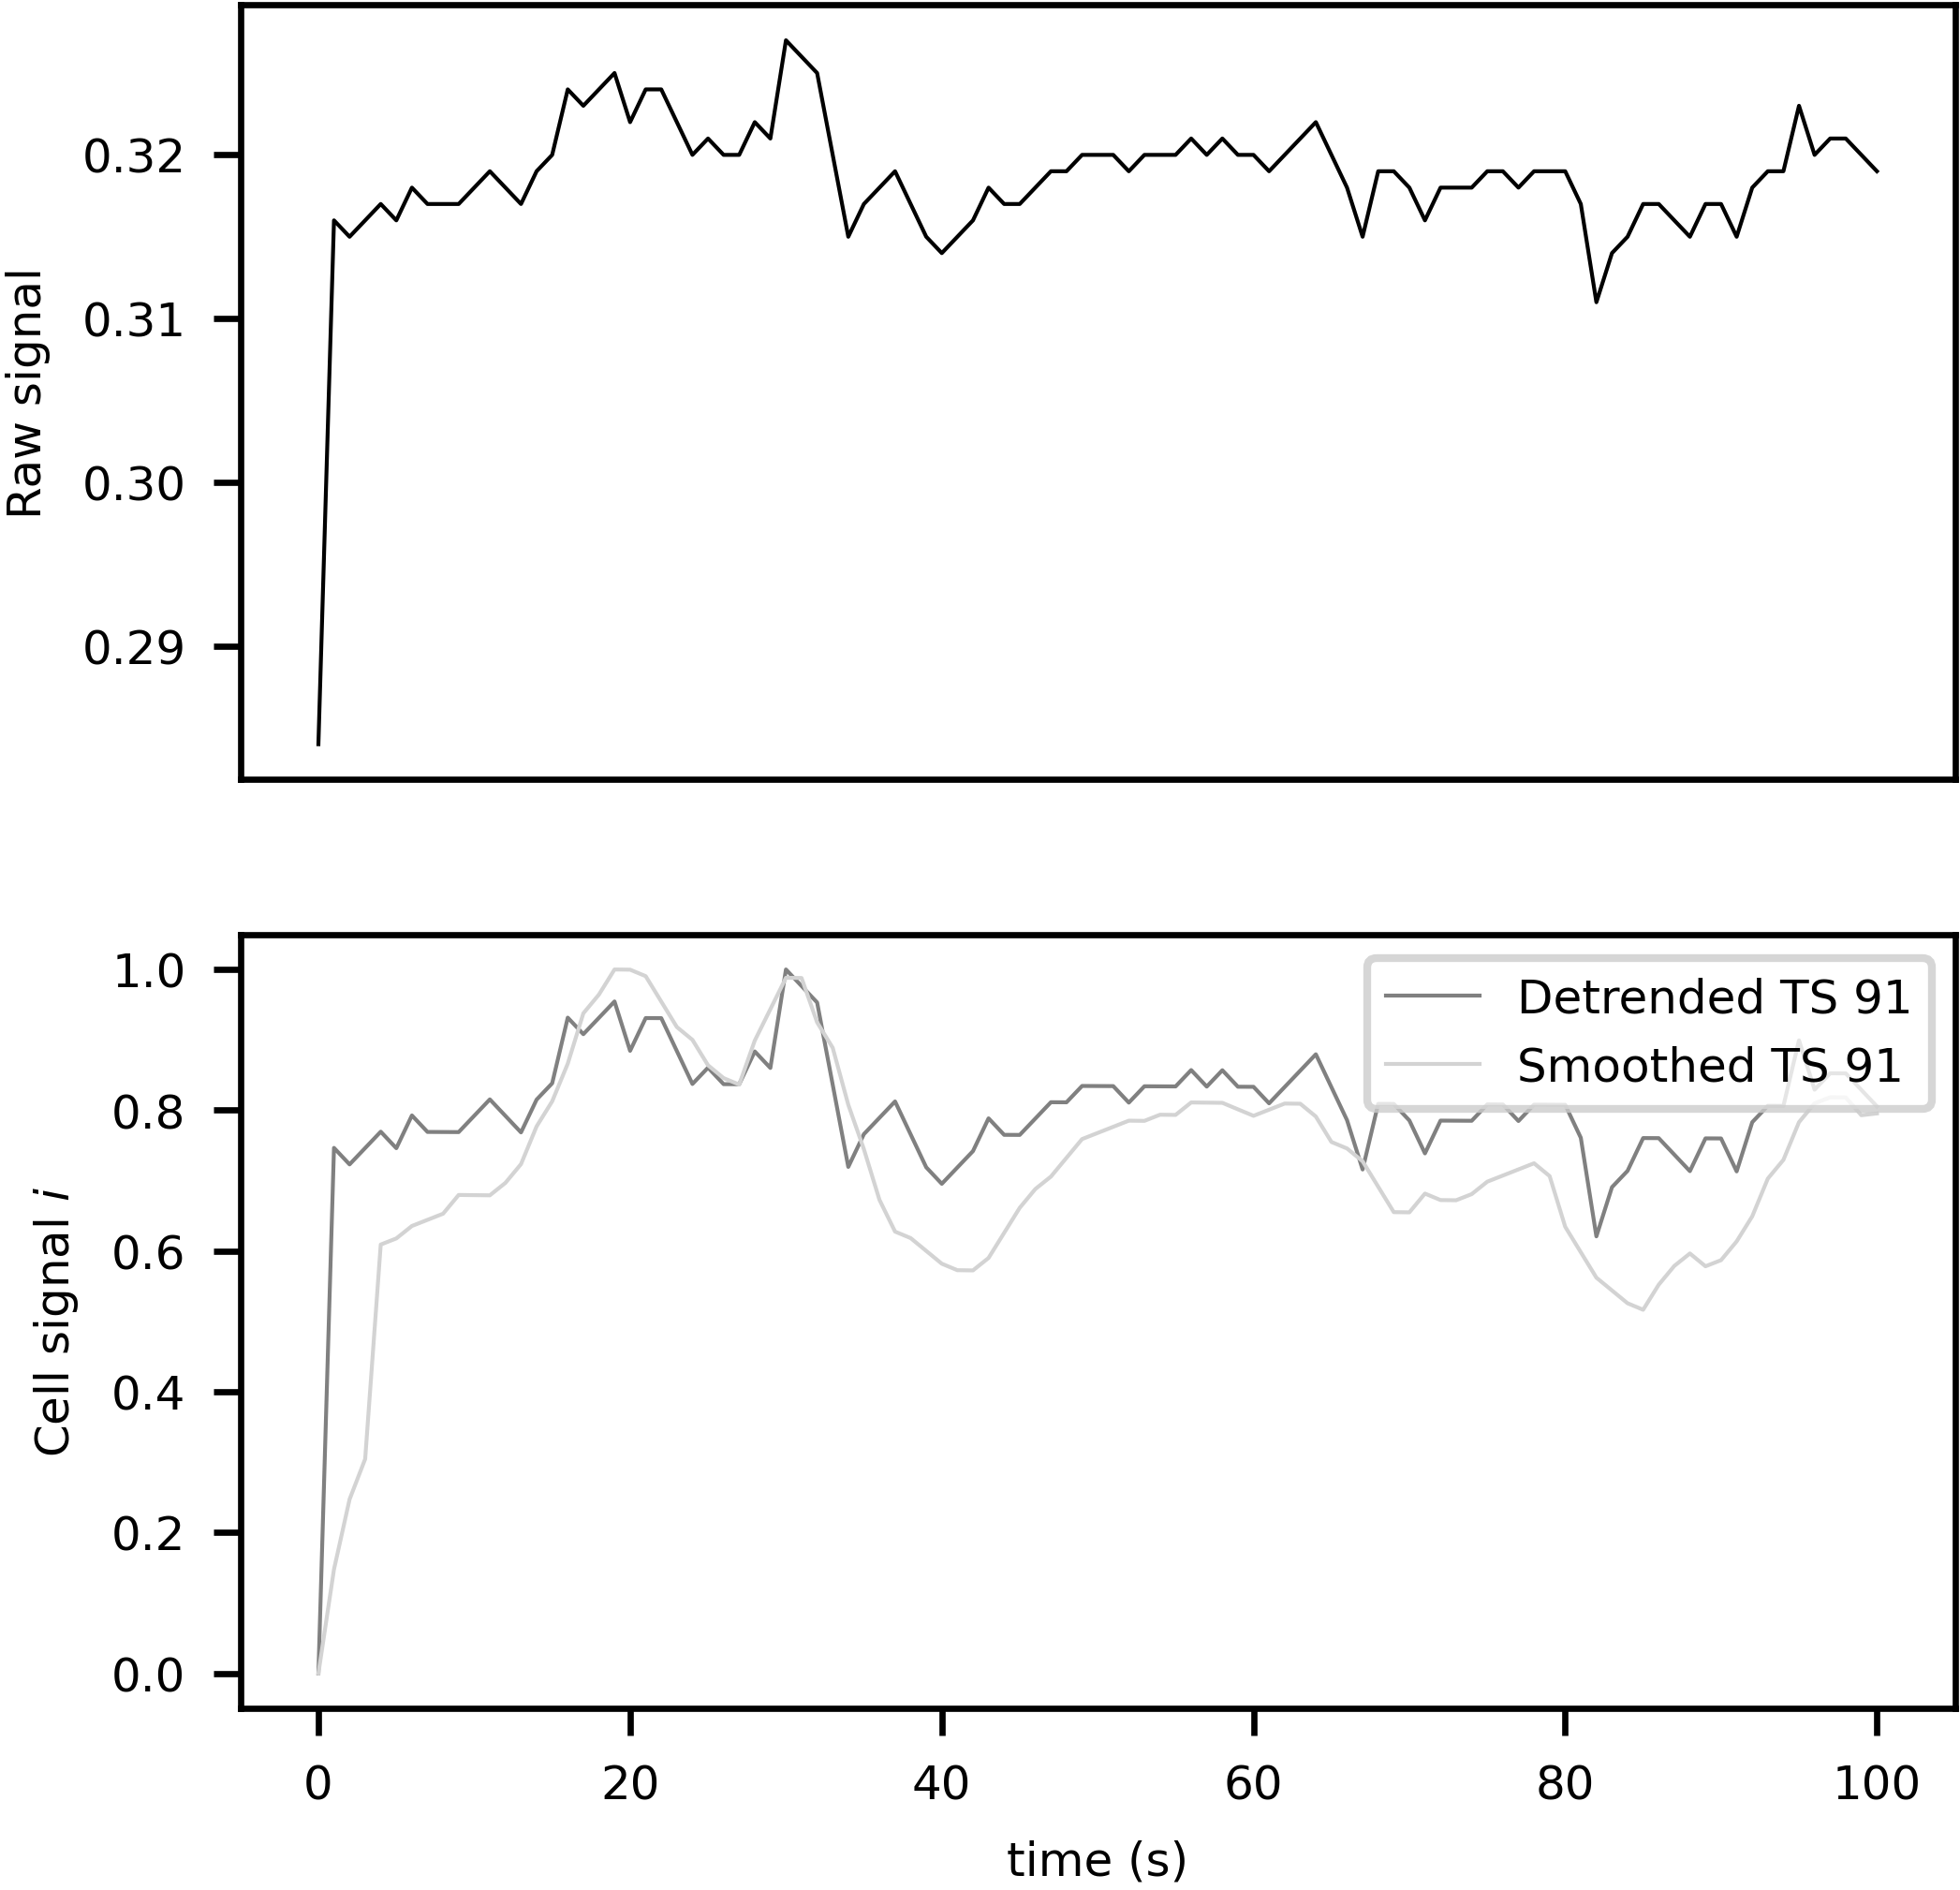 Raw signal
0.32
0.31
0.30
0.29
Cell signal i
1.0
0.8
0.6
0.4
0.2
0.0
Detrended TS 91
Smoothed TS 91
0 20 40 60 80 100
time (s)